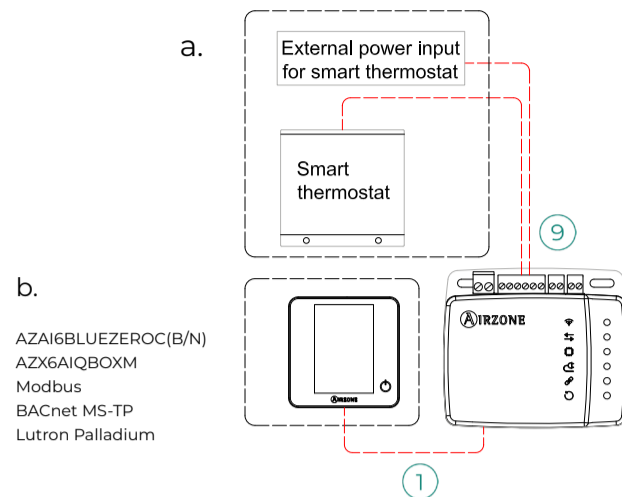 a.
External power input
for smart thermostat
Smart
thermostat
9
b.
AZAI6BLUEZEROC(B/N)
AZX6AIQBOXM
Modbus
BACnet MS-TP
Lutron Palladium
AIRZONE
AIRZONE
1